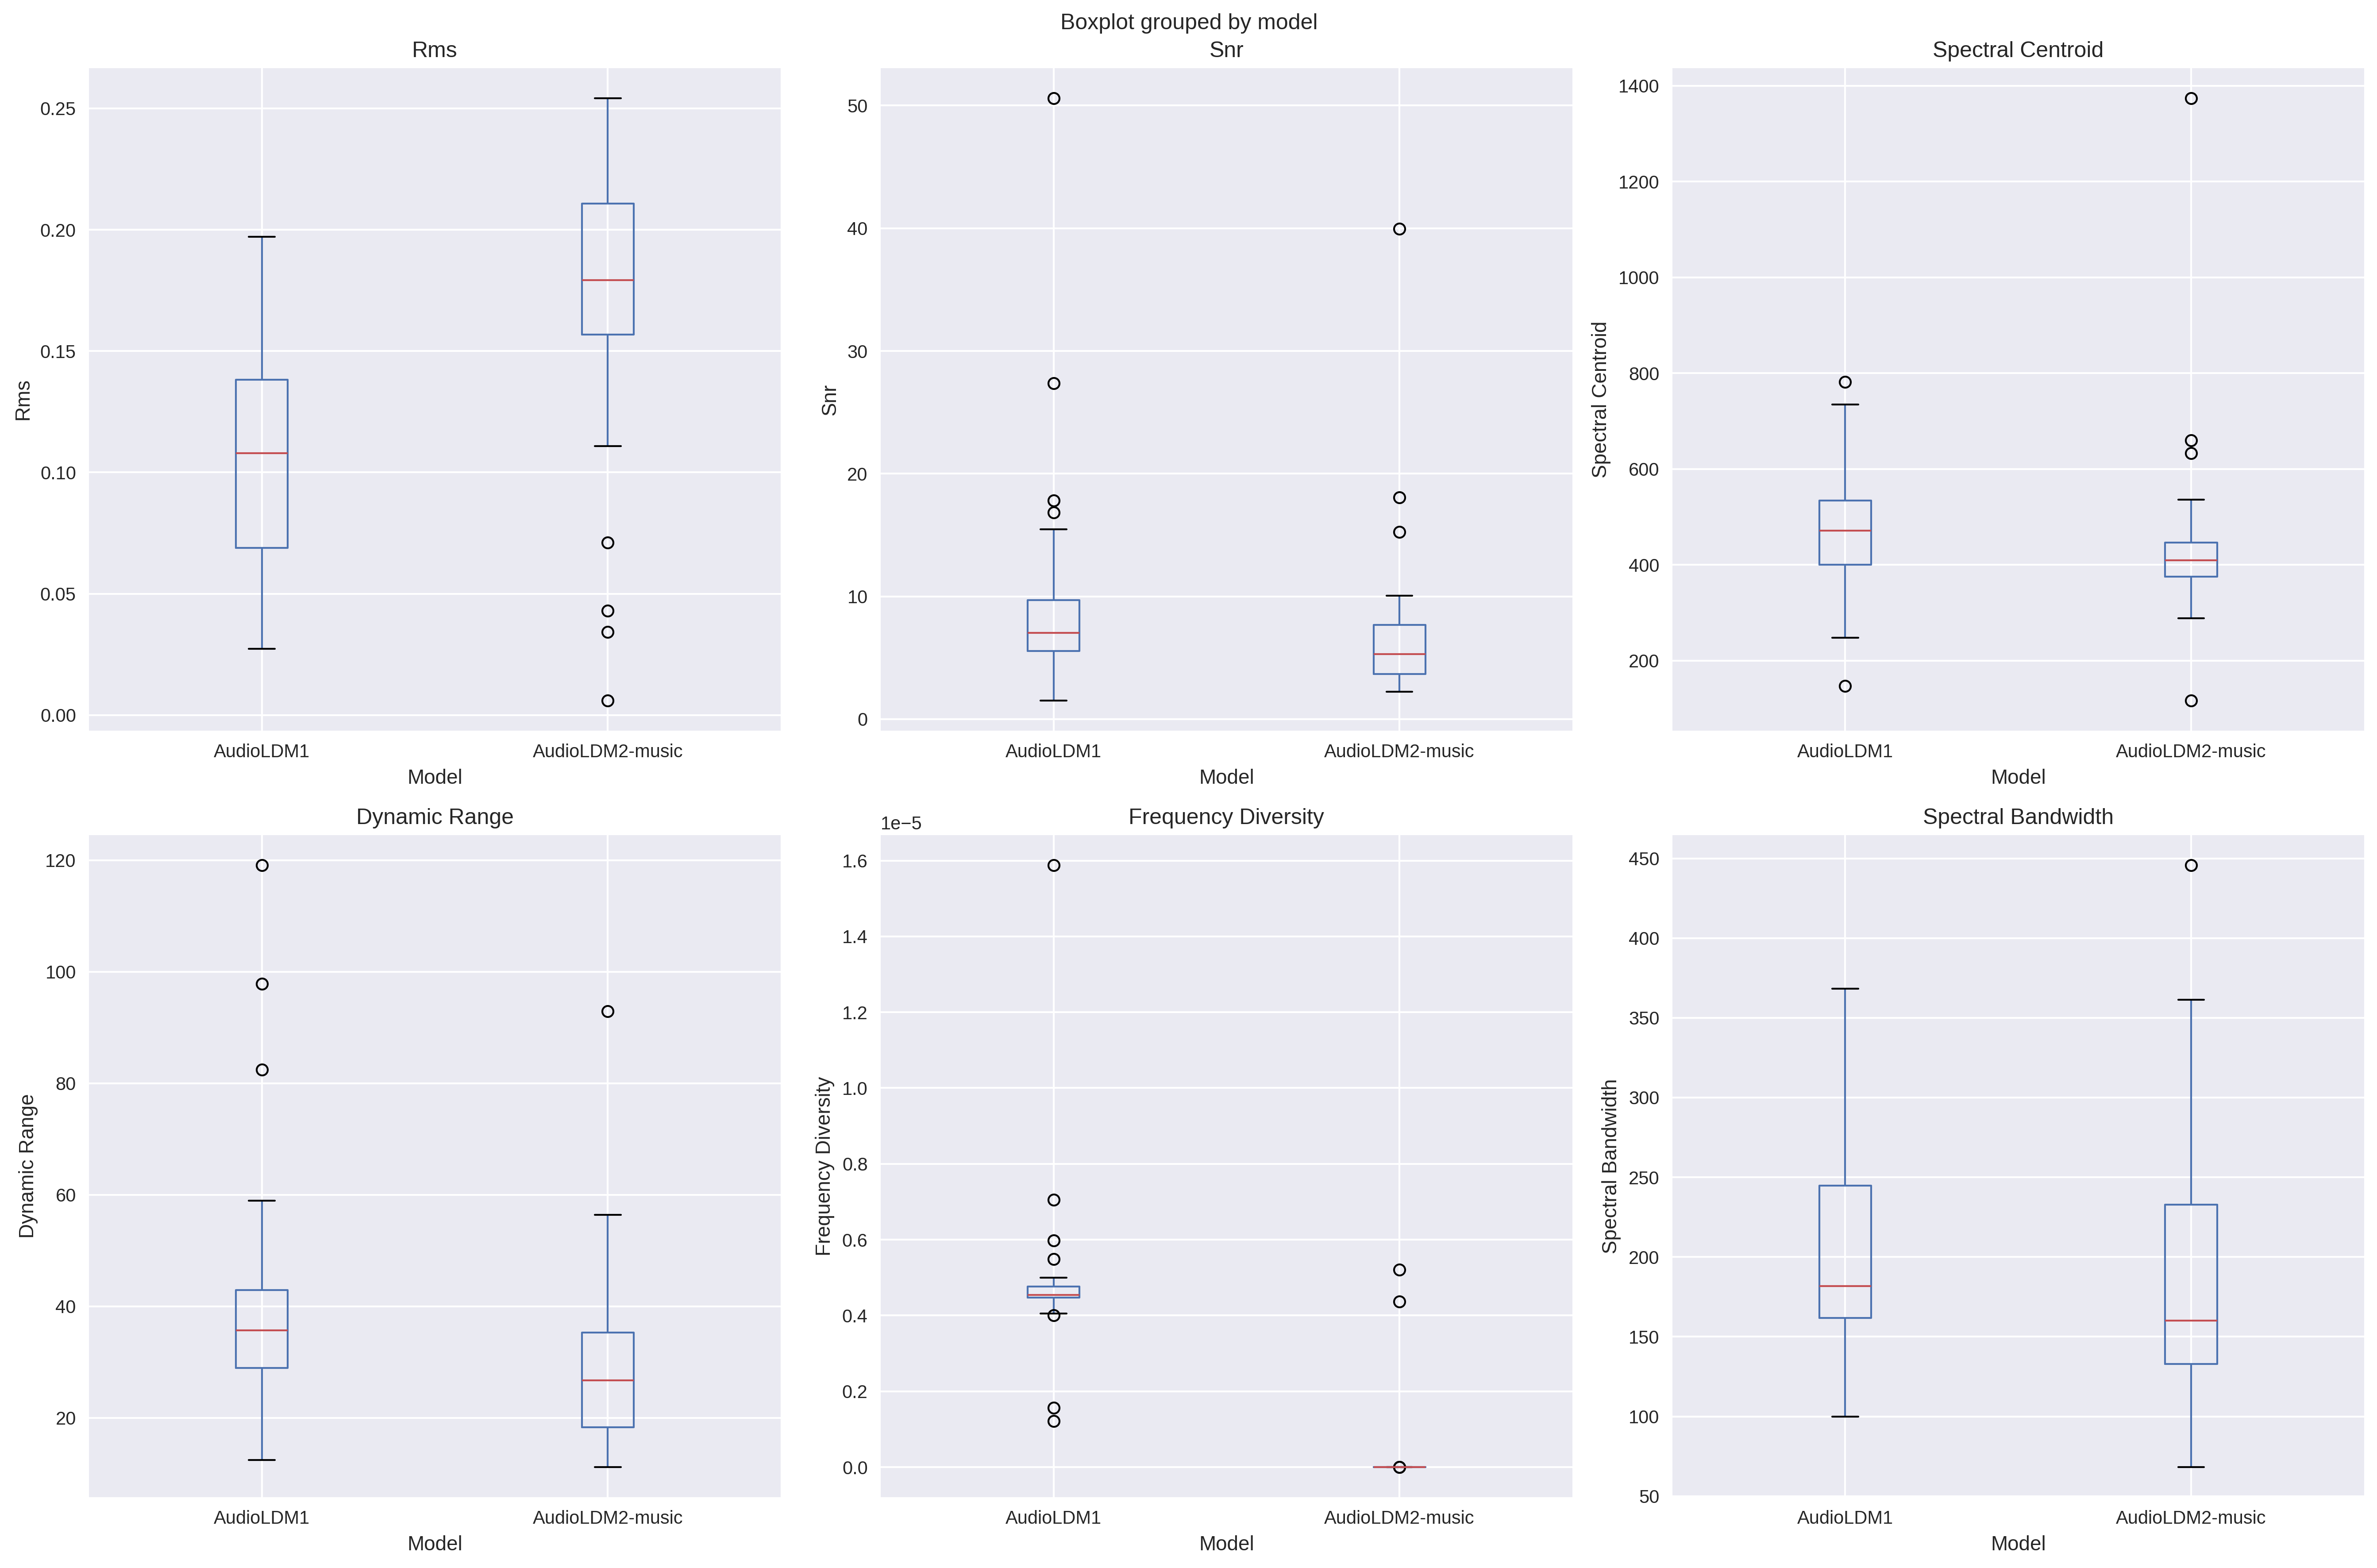 Boxplot grouped by model
Rms
0.25
0.20
0.15
0.10
0.05
0.00
Rms
AudioLDM1 AudioLDM2-music
Model
Snr
50
40
30
20
10
0
Snr
AudioLDM1 AudioLDM2-music
Model
Spectral Centroid
1400
1200
1000
800
600
400
200
Spectral Centroid
AudioLDM1 AudioLDM2-music
Model
Dynamic Range
120
100
80
60
40
20
Dynamic Range
AudioLDM1 AudioLDM2-music
Model
Frequency Diversity
1e−5
1.6
1.4
1.2
1.0
0.8
0.6
0.4
0.2
0.0
Frequency Diversity
AudioLDM1 AudioLDM2-music
Model
Spectral Bandwidth
450
400
350
300
250
200
150
100
50
Spectral Bandwidth
AudioLDM1 AudioLDM2-music
Model